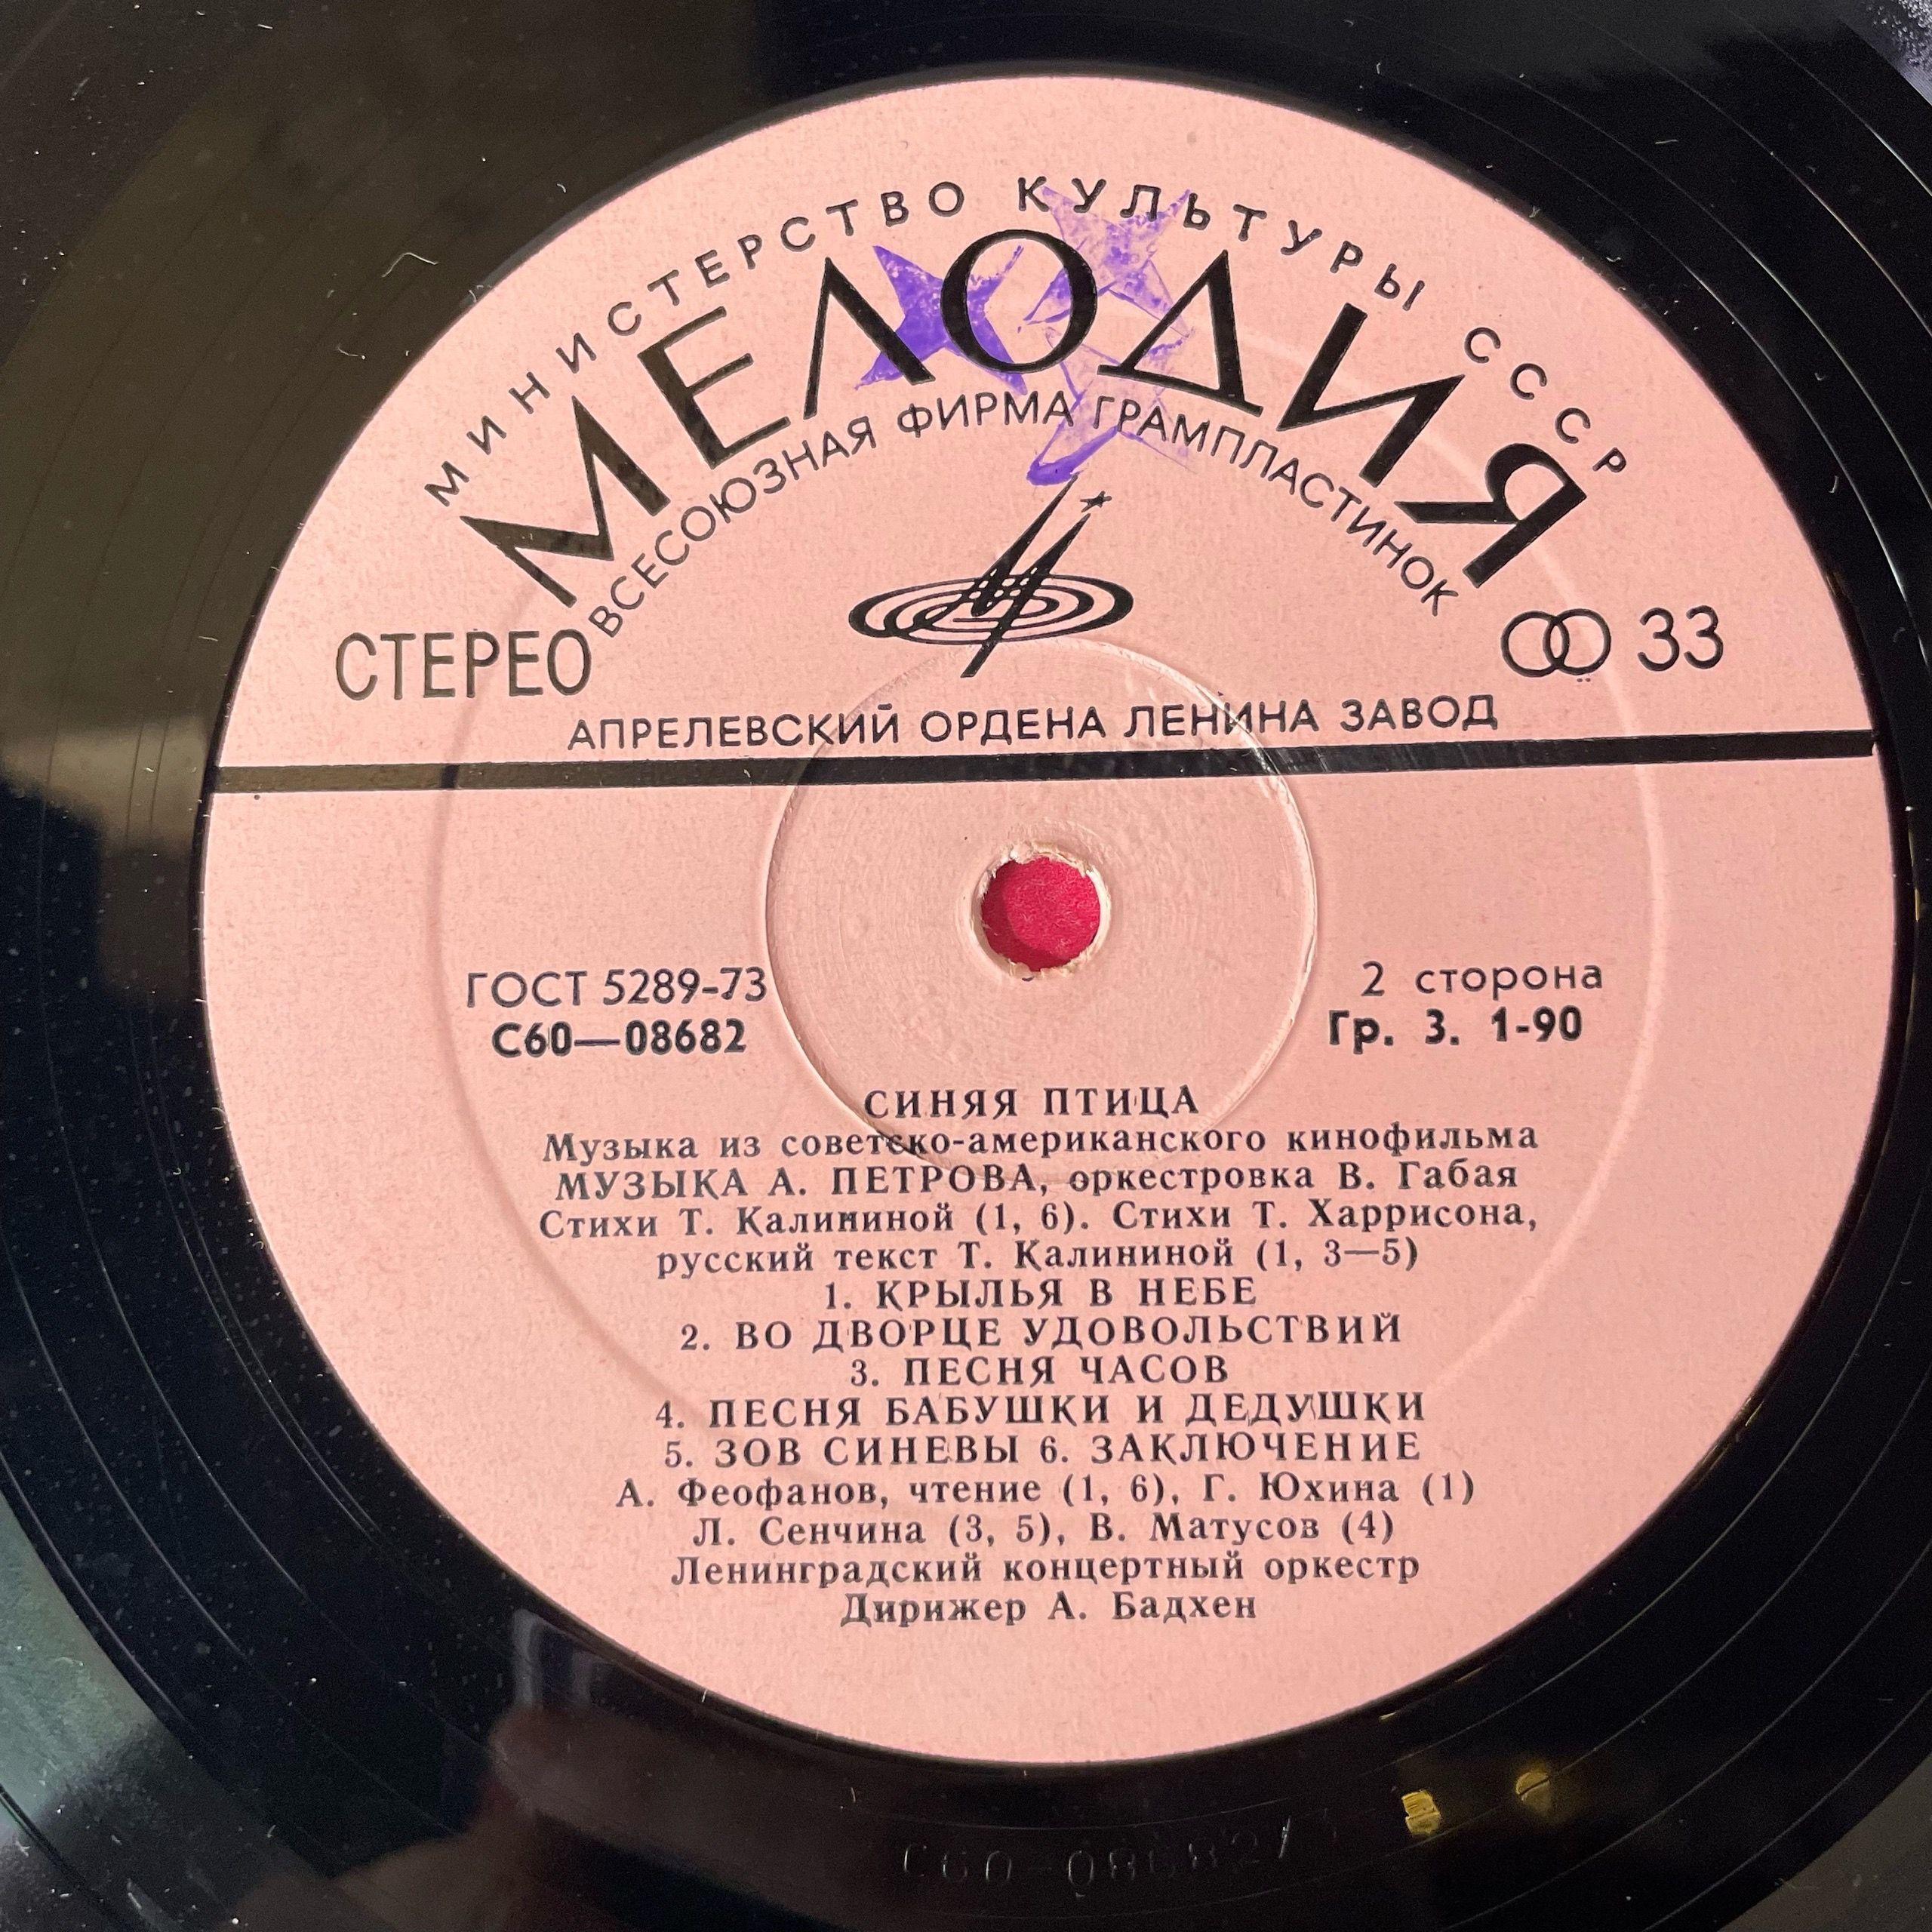 МИНИСТЕРСТВО КУЛЬТУРЫ СССР
МЕЛОДИЯ
ВСЕСОЮЗНАЯ ФИРМА ГРАМПЛАСТИНОК
СТЕРЕО
33
АПРЕЛЕВСКИЙ ОРДЕНА ЛЕНИНА ЗАВОД
ГОСТ 5289-73
2 сторона
С60—08682
Гр. 3. 1-90
СИНЯЯ ПТИЦА
Музыка из советско-американского кинофильма
МУЗЫКА А. ПЕТРОВА, оркестровка В. Габая
Стихи Т. Калининой (1, 6). Стихи Т. Харрисона,
русский текст Т. Калининой (1, 3—5)
1. КРЫЛЬЯ В НЕБЕ
2. ВО ДВОРЦЕ УДОВОЛЬСТВИЙ
3. ПЕСНЯ ЧАСОВ
4. ПЕСНЯ БАБУШКИ И ДЕДУШКИ
5. ЗОВ СИНЕВЫ 6. ЗАКЛЮЧЕНИЕ
А. Феофанов, чтение (1, 6), Г. Юхина (1)
Л. Сенчина (3, 5), В. Матусов (4)
Ленинградский концертный оркестр
Дирижер А. Бадхен